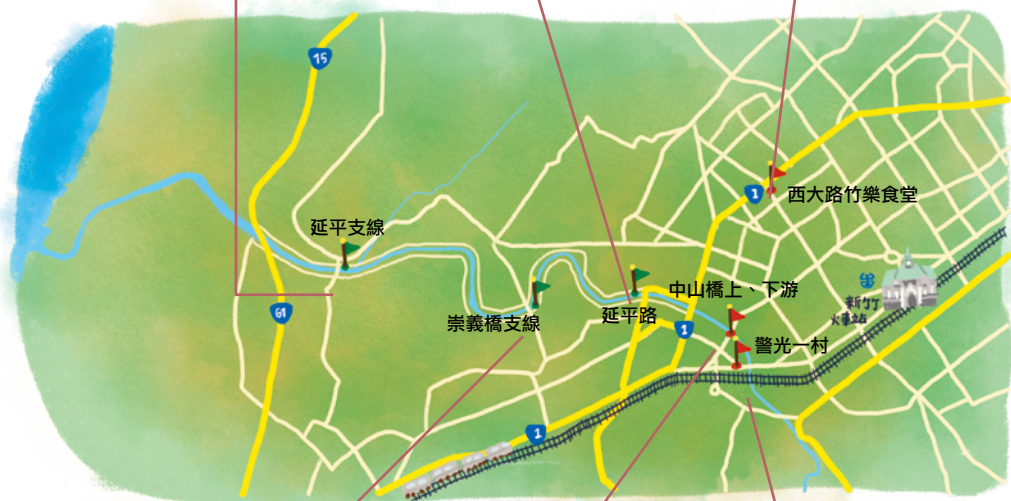 15
1
西大路竹樂食堂
延平支線
新竹
火車站
中山橋上、下游
61
延平路
崇義橋支線
1
警光一村
1